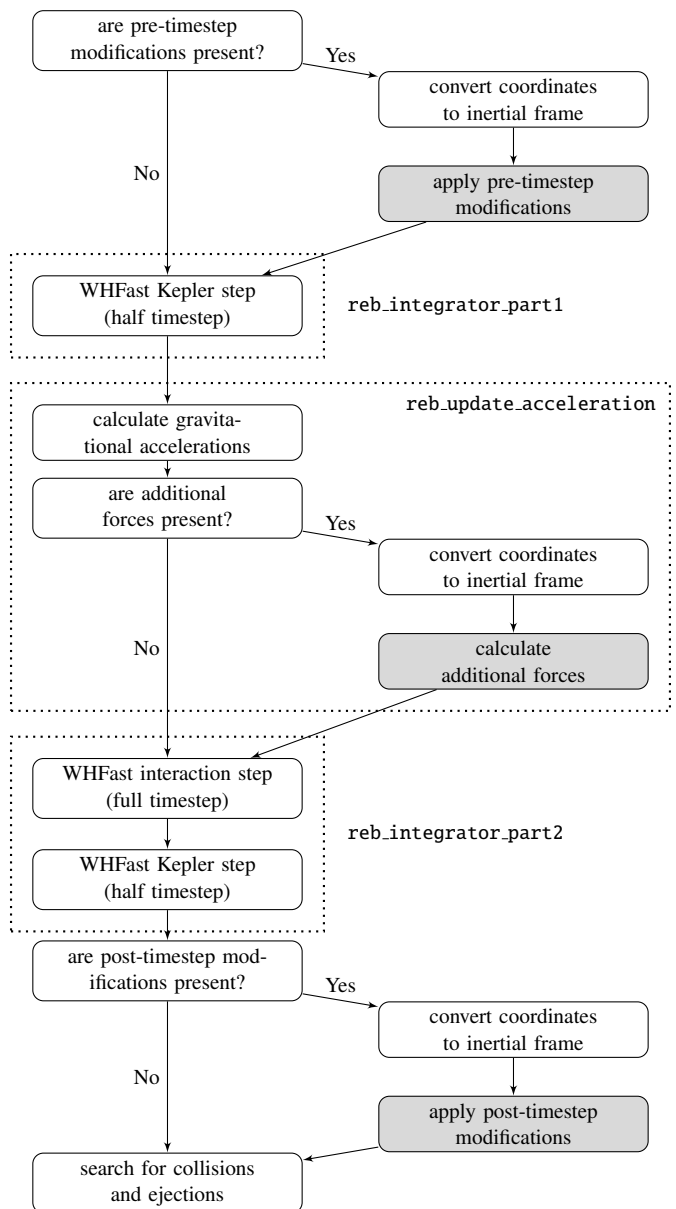 are pre-timestep
modifications present?
Yes
convert coordinates
to inertial frame
No
apply pre-timestep
modifications
WHFast Kepler step
(half timestep)
reb_integrator_part1
reb_update_acceleration
calculate gravita-
tional accelerations
are additional
forces present?
Yes
convert coordinates
to inertial frame
No
calculate
additional forces
WHFast interaction step
(full timestep)
reb_integrator_part2
WHFast Kepler step
(half timestep)
are post-timestep mod-
ifications present?
Yes
convert coordinates
to inertial frame
No
apply post-timestep
modifications
search for collisions
and ejections